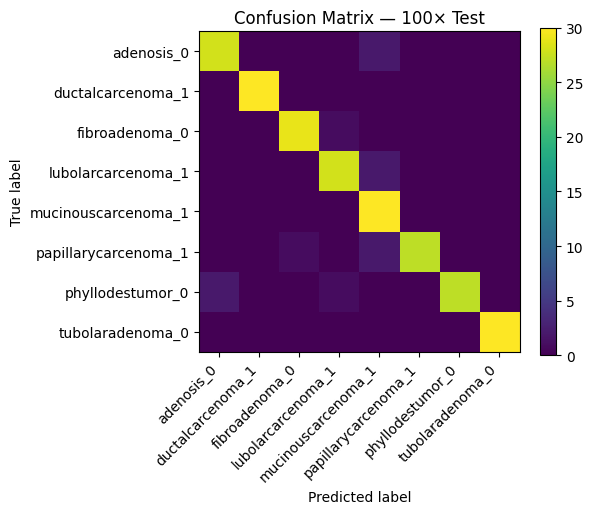 Confusion Matrix — 100× Test
True label
adenosis_0
ductalcarcenoma_1
fibroadenoma_0
lubolarcarcenoma_1
mucinouscarcenoma_1
papillarycarcenoma_1
phyllodestumor_0
tubolaradenoma_0
adenosis_0
ductalcarcenoma_1
fibroadenoma_0
lubolarcarcenoma_1
mucinouscarcenoma_1
papillarycarcenoma_1
phyllodestumor_0
tubolaradenoma_0
Predicted label
30
25
20
15
10
5
0